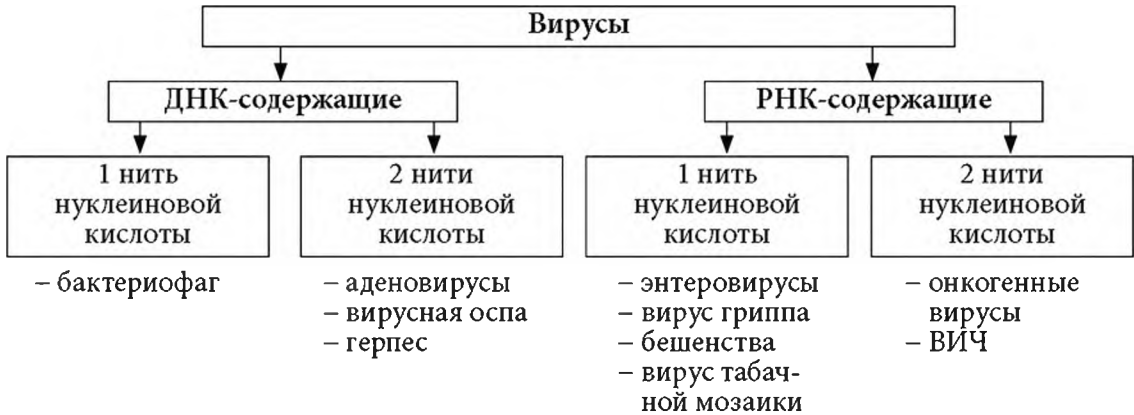 Вирусы
ДНК-содержащие
РНК-содержащие
1 нить
нуклеиновой
кислоты
2 нити
нуклеиновой
кислоты
1 нить
нуклеиновой
кислоты
2 нити
нуклеиновой
кислоты
– бактериофаг
– аденовирусы
– вирусная оспа
– герпес
– энтеровирусы
– вирус гриппа
– бешенства
– вирус табач-
ной мозаики
– онкогенные
вирусы
– ВИЧ